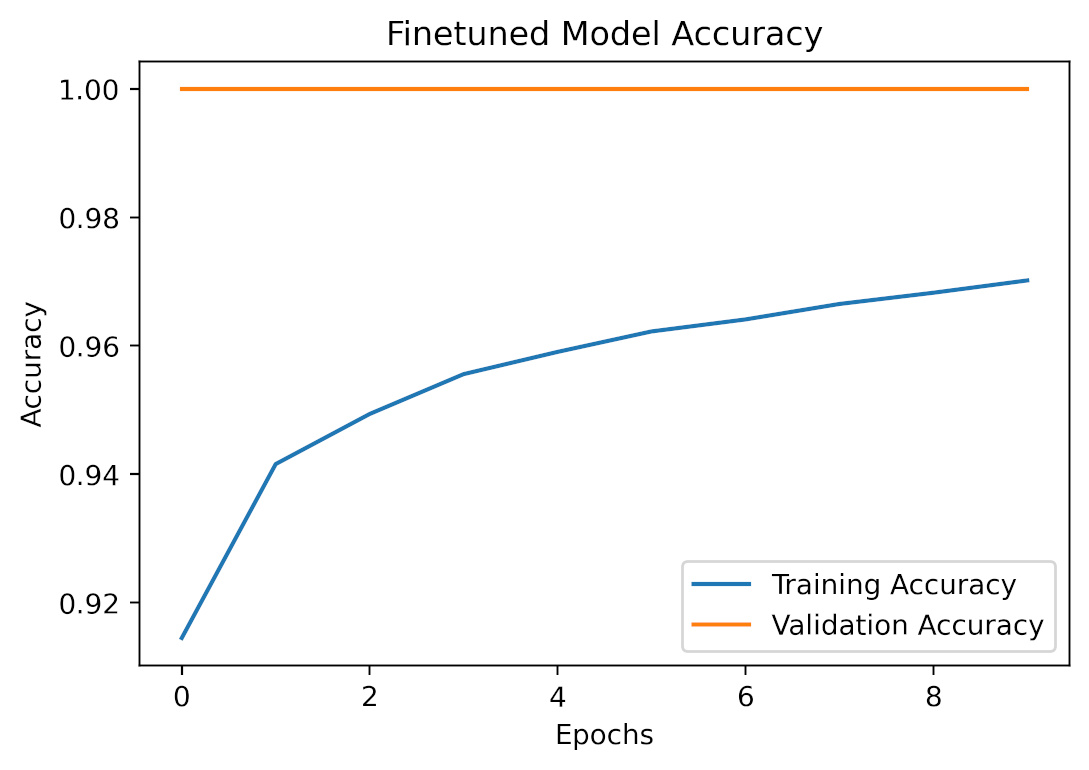 Finetuned Model Accuracy
1.00
0.98
0.96
0.94
0.92
Accuracy
Training Accuracy
Validation Accuracy
0 2 4 6 8
Epochs